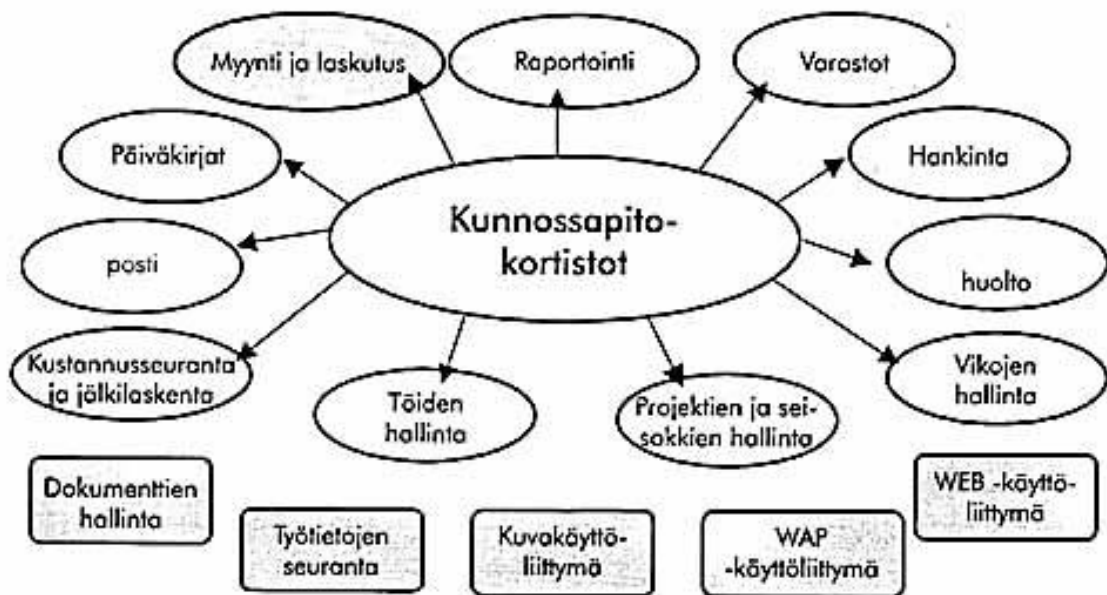 Myynti ja laskutus
Raportointi
Varastot
Päiväkirjat
Hankinta
Kunnossapito-
kortistot
posti
huolto
Kustannusseuranta
ja jälkilaskenta
Töiden
hallinta
Projektien ja sei-
sokkien hallinta
Vikojen
hallinta
Dokumenttien
hallinta
Työtietojen
seuranta
Kuvakäyttö-
liittymä
WAP
-käyttöliittymä
WEB -käyttö-
liittymä